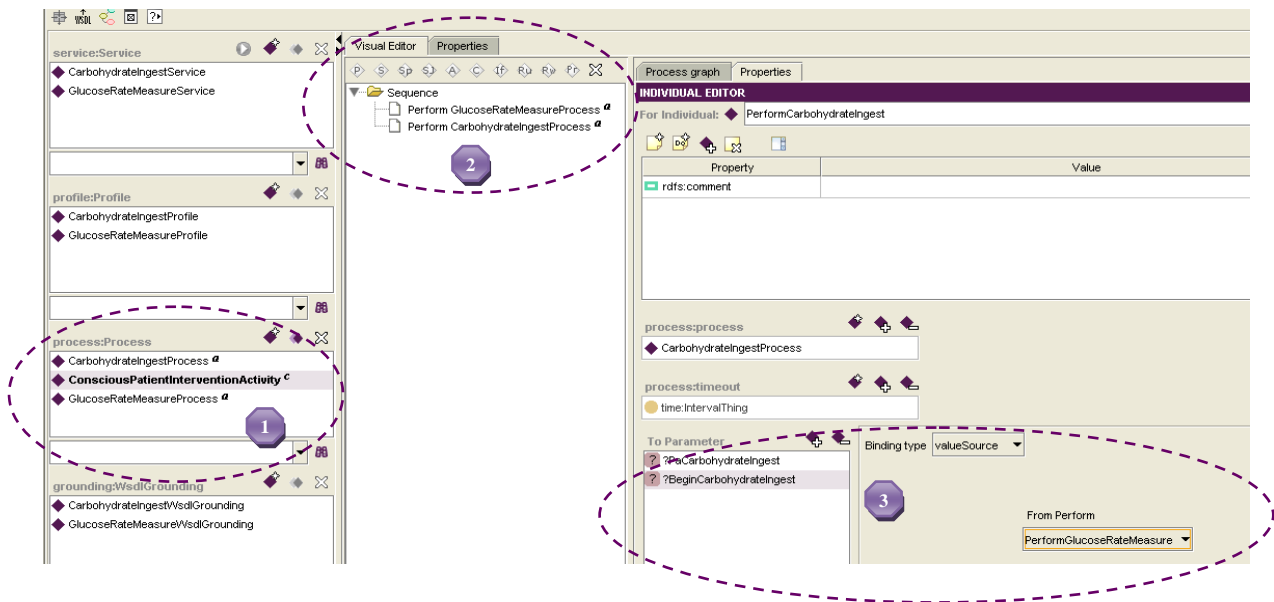 WSDL
service:Service
CarbohydrateIngestService
GlucoseRateMeasureService
profile:Profile
CarbohydrateIngestProfile
GlucoseRateMeasureProfile
process:Process
CarbohydrateIngestProcess a
ConsciousPatientInterventionActivity c
GlucoseRateMeasureProcess a
1
grounding:WsdlGrounding
CarbohydrateIngestWsdlGrounding
GlucoseRateMeasureWsdlGrounding
Visual Editor Properties
P S Sp SJ A C If Ru Rw Pr
Sequence
Perform GlucoseRateMeasureProcess a
Perform CarbohydrateIngestProcess a
2
Process graph Properties
INDIVIDUAL EDITOR
For Individual: PerformCarbohydrateIngest
Property Value
rdfs:comment
process:process
CarbohydrateIngestProcess
process:timeout
time:IntervalThing
To Parameter
? ?PaCarbohydrateIngest
? ?BeginCarbohydrateIngest
Binding type valueSource
3
From Perform
PerformGlucoseRateMeasure